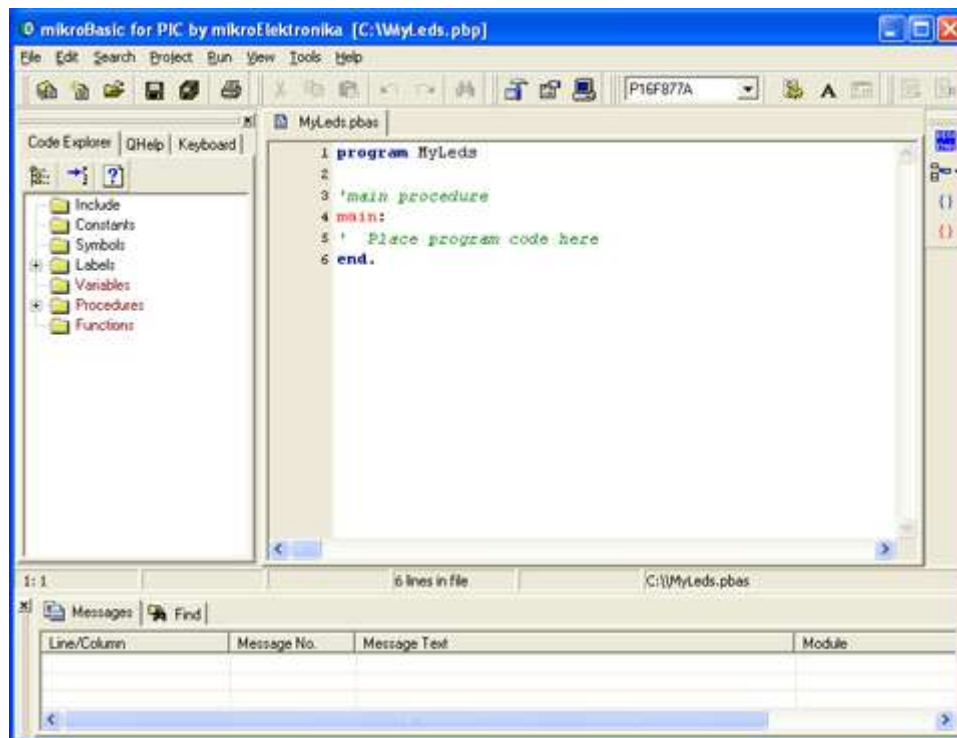 mikroBasic for PIC by mikroElektronika [C:\\MyLeds.pbp]
File Edit Search Project Run View Tools Help
P16F877A
Code Explorer QHelp Keyboard
MyLeds.pbas
Include
Constants
Symbols
Labels
Variables
Procedures
Functions
1 program MyLeds
2
3 'main procedure
4 main:
5 '  Place program code here
6 end.
1: 1 6 lines in file C:\\MyLeds.pbas
Messages Find
Line/Column Message No. Message Text Module